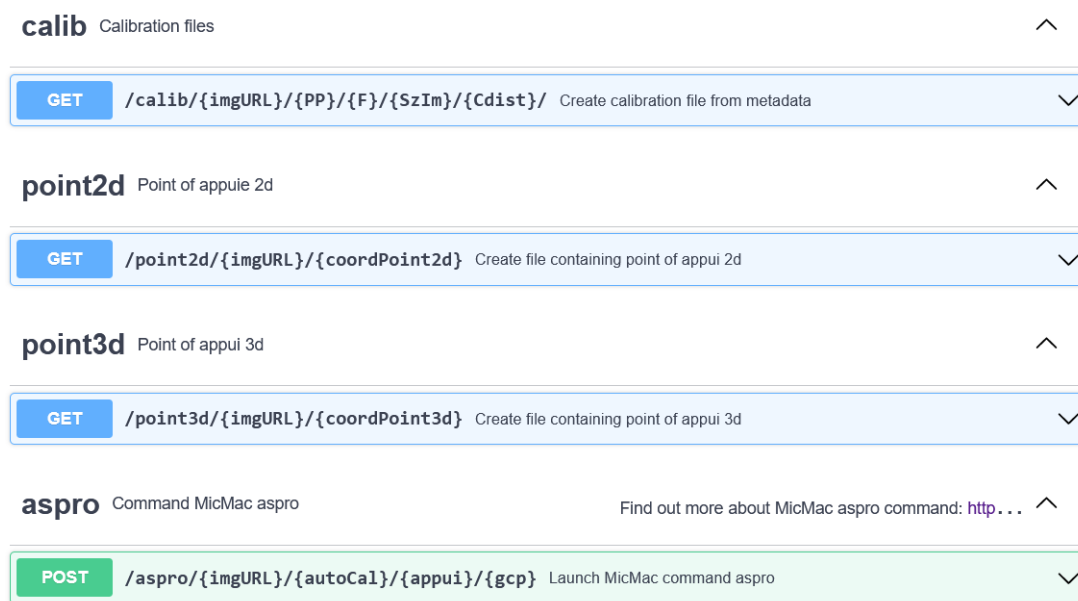 calib Calibration files
GET /calib/{imgURL}/{PP}/{F}/{SzIm}/{Cdist}/ Create calibration file from metadata
point2d Point of appuie 2d
GET /point2d/{imgURL}/{coordPoint2d} Create file containing point of appui 2d
point3d Point of appui 3d
GET /point3d/{imgURL}/{coordPoint3d} Create file containing point of appui 3d
aspro Command MicMac aspro Find out more about MicMac aspro command: http...
POST /aspro/{imgURL}/{autoCal}/{appui}/{gcp} Launch MicMac command aspro